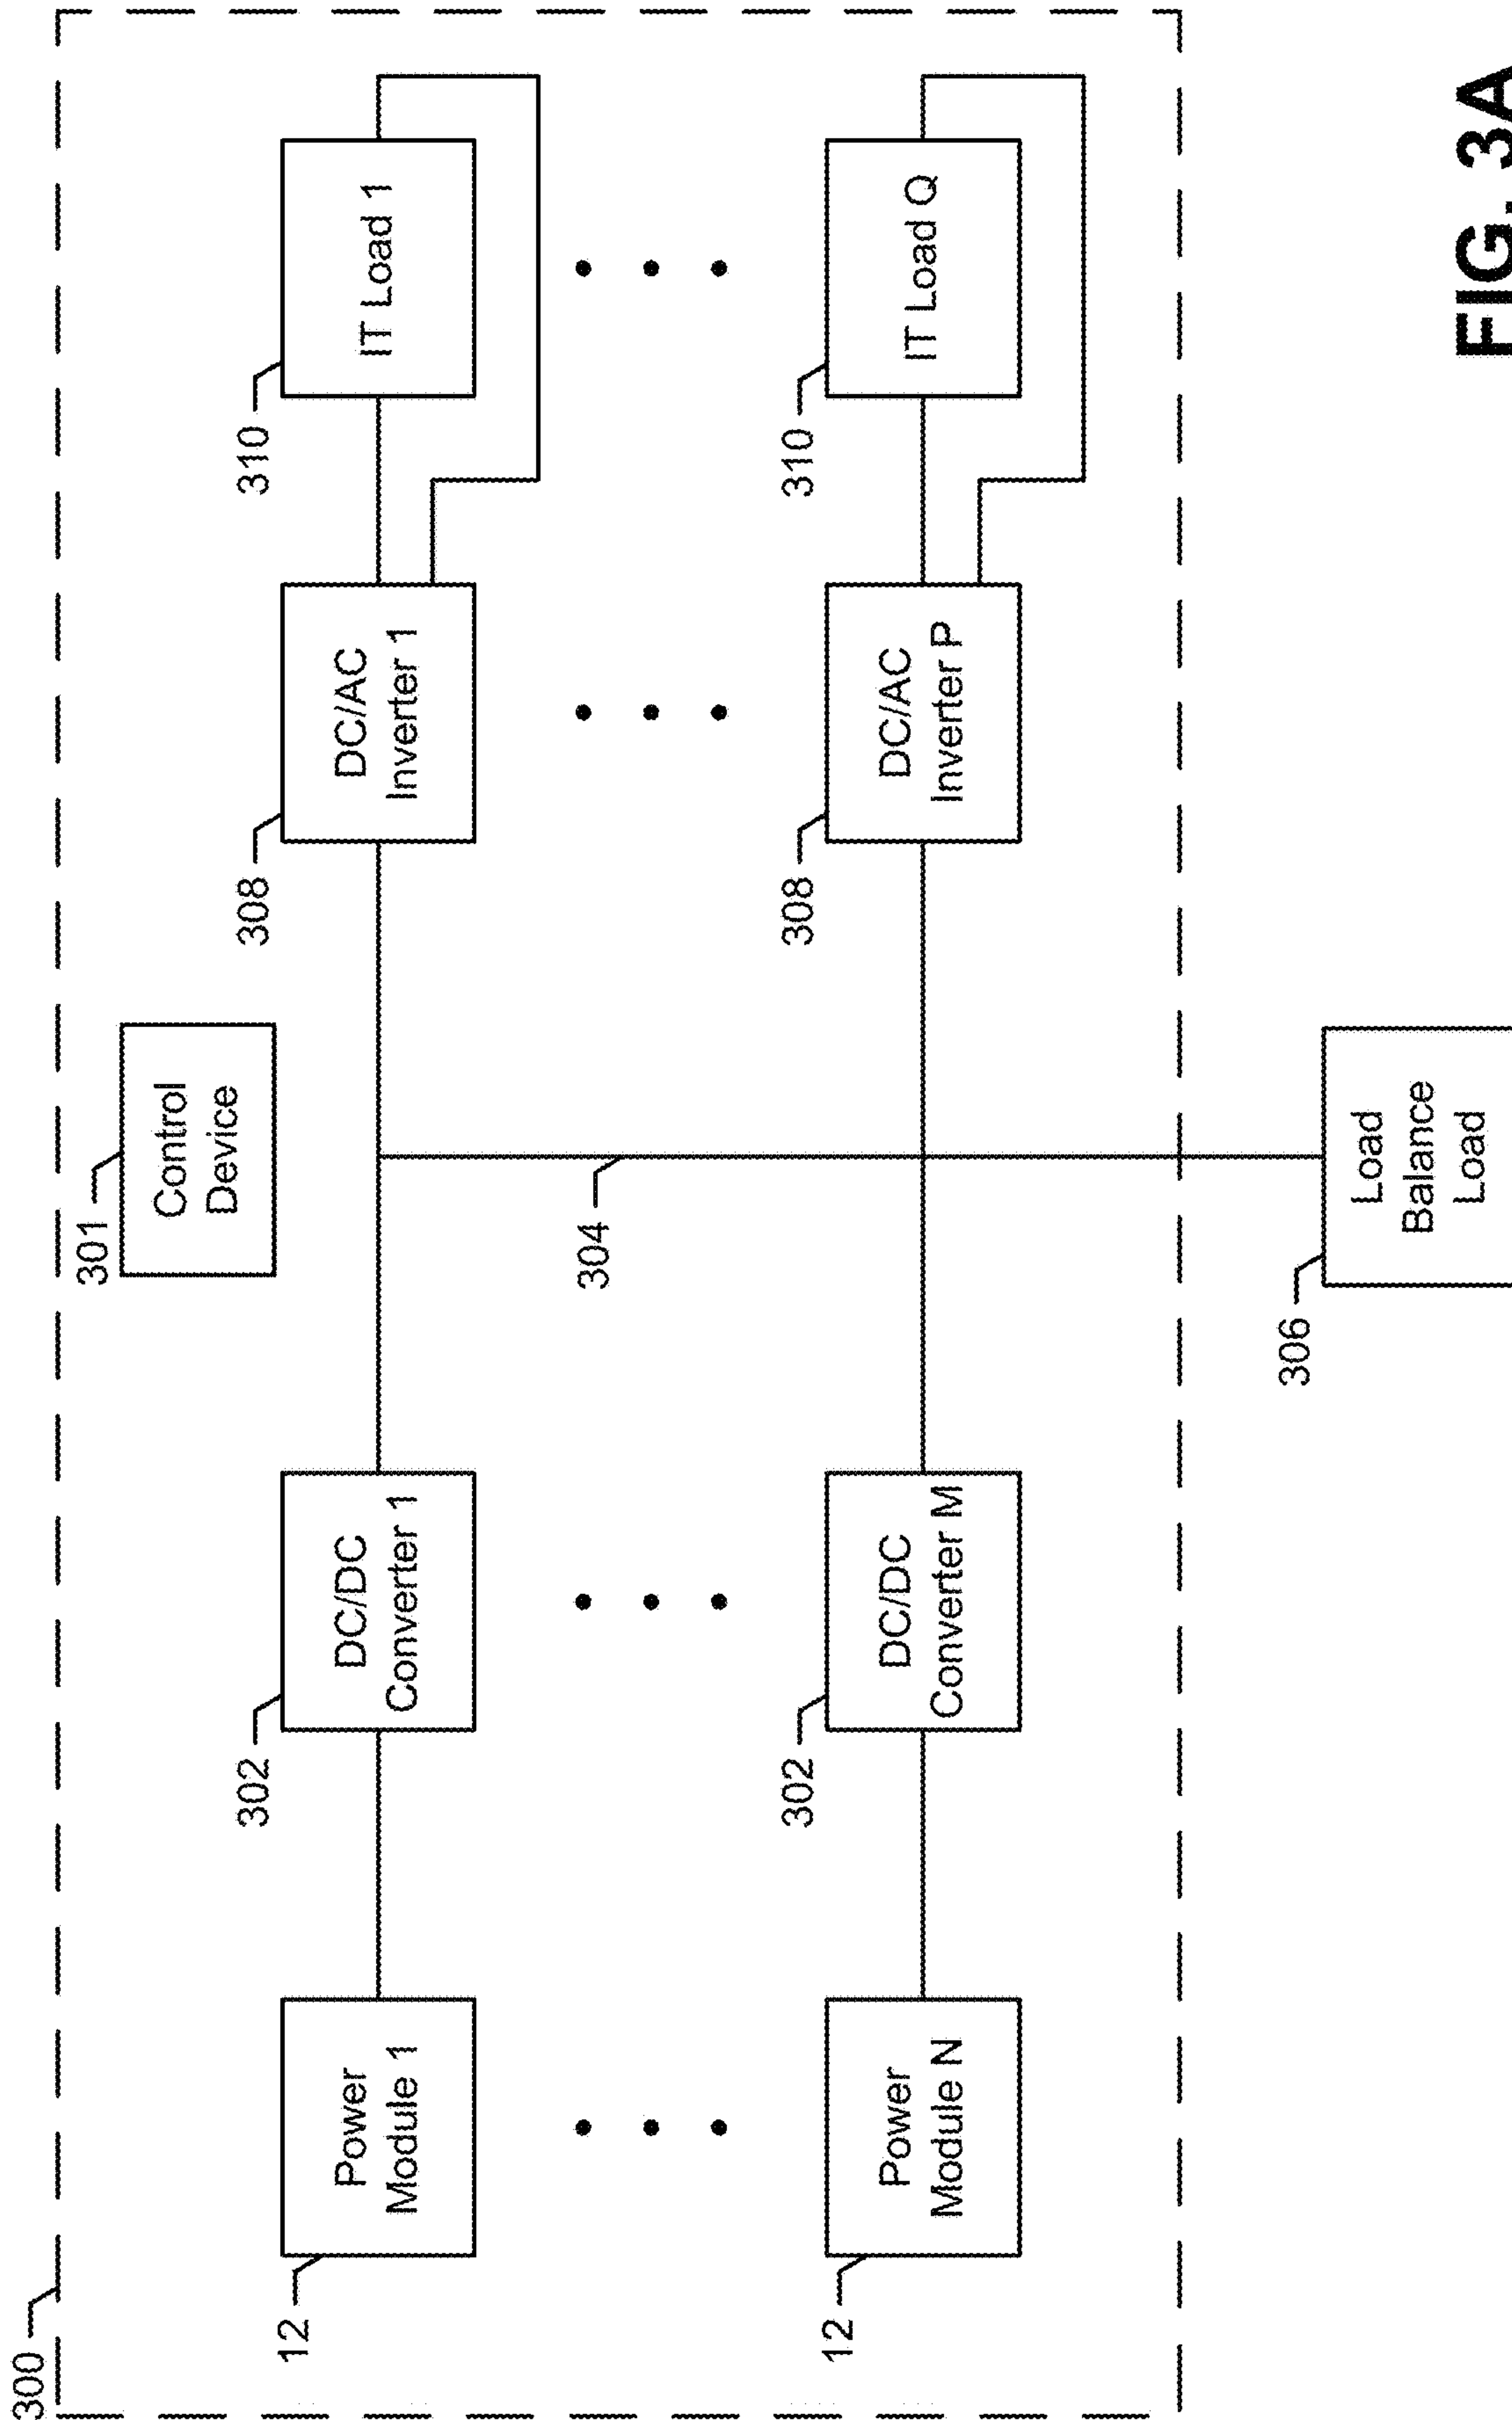 300
301
Control
Device
12
Power
Module 1
302
DC/DC
Converter 1
308
DC/AC
Inverter 1
310
IT Load 1
304
12
Power
Module N
302
DC/DC
Converter M
308
DC/AC
Inverter P
310
IT Load Q
306
Load
Balance
Load
FIG. 3A